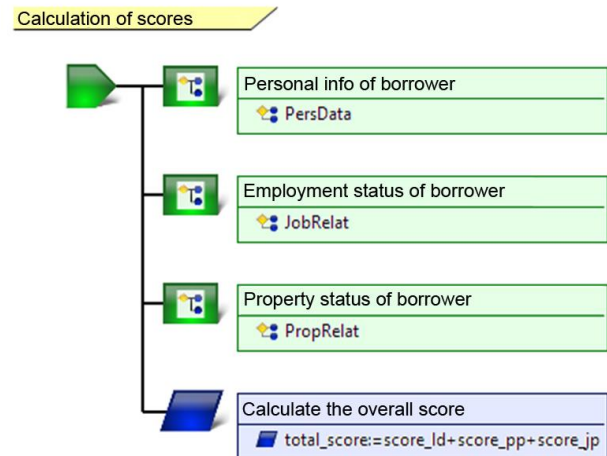 Calculation of scores
Personal info of borrower
PersData
Employment status of borrower
JobRelat
Property status of borrower
PropRelat
Calculate the overall score
total_score:=score_ld+score_pp+score_jp